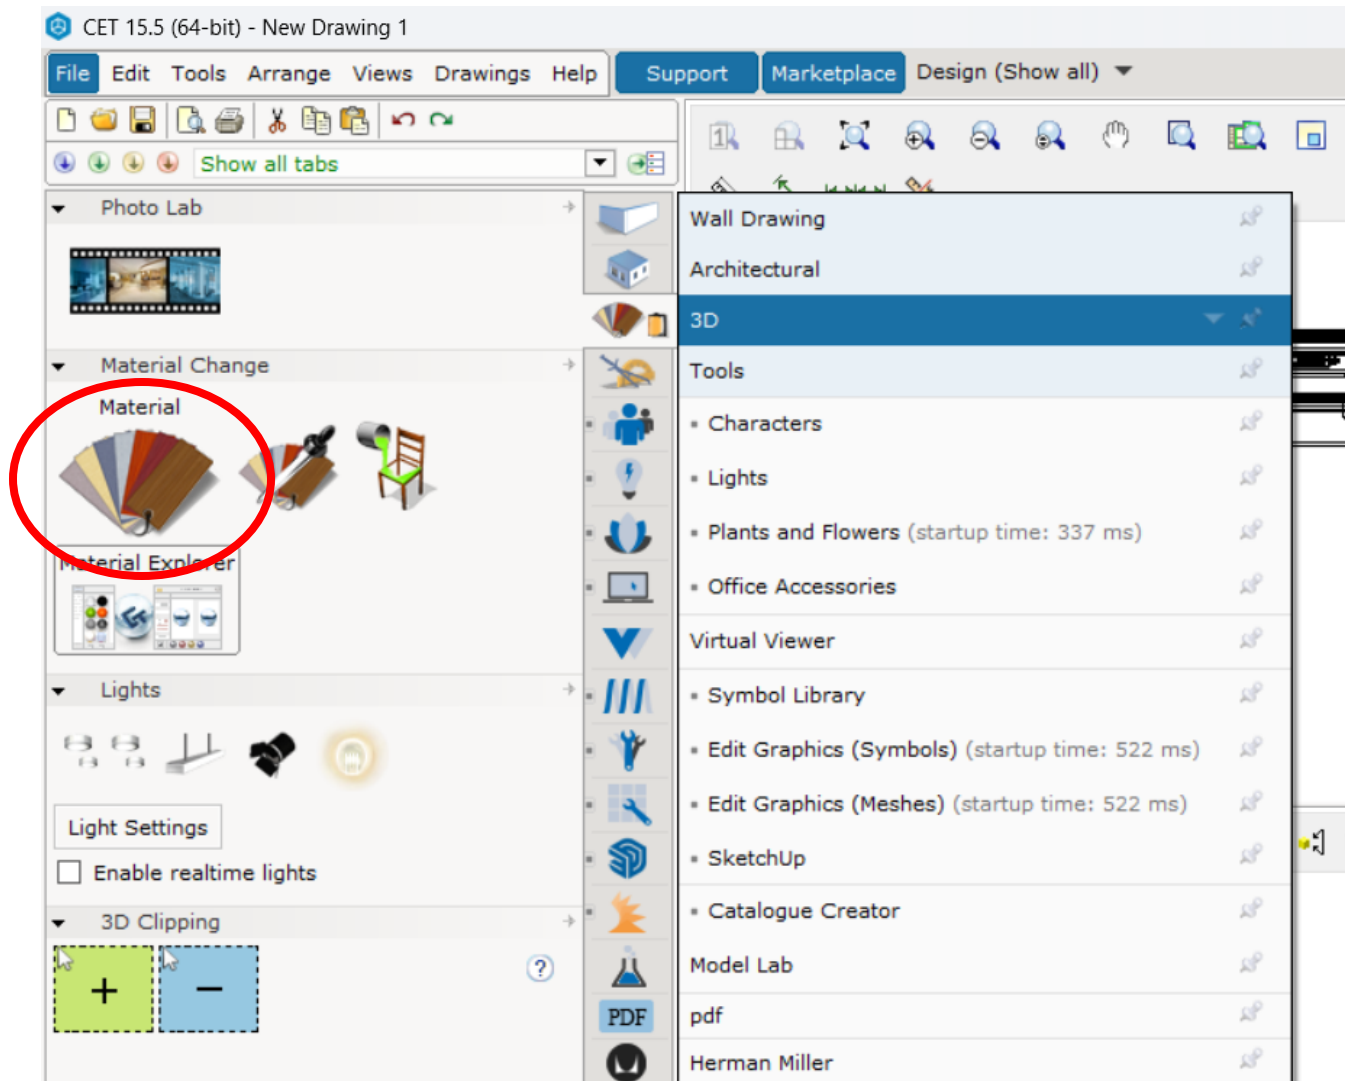 CET 15.5 (64-bit) - New Drawing 1
File Edit Tools Arrange Views Drawings Help Support Marketplace Design (Show all)
Show all tabs
Photo Lab
Material Change
Material
Material Explorer
Lights
Light Settings
Enable realtime lights
3D Clipping
+ −
?
1
Wall Drawing
Architectural
3D
Tools
Characters
Lights
Plants and Flowers (startup time: 337 ms)
Office Accessories
Virtual Viewer
Symbol Library
Edit Graphics (Symbols) (startup time: 522 ms)
Edit Graphics (Meshes) (startup time: 522 ms)
SketchUp
Catalogue Creator
Model Lab
PDF pdf
Herman Miller